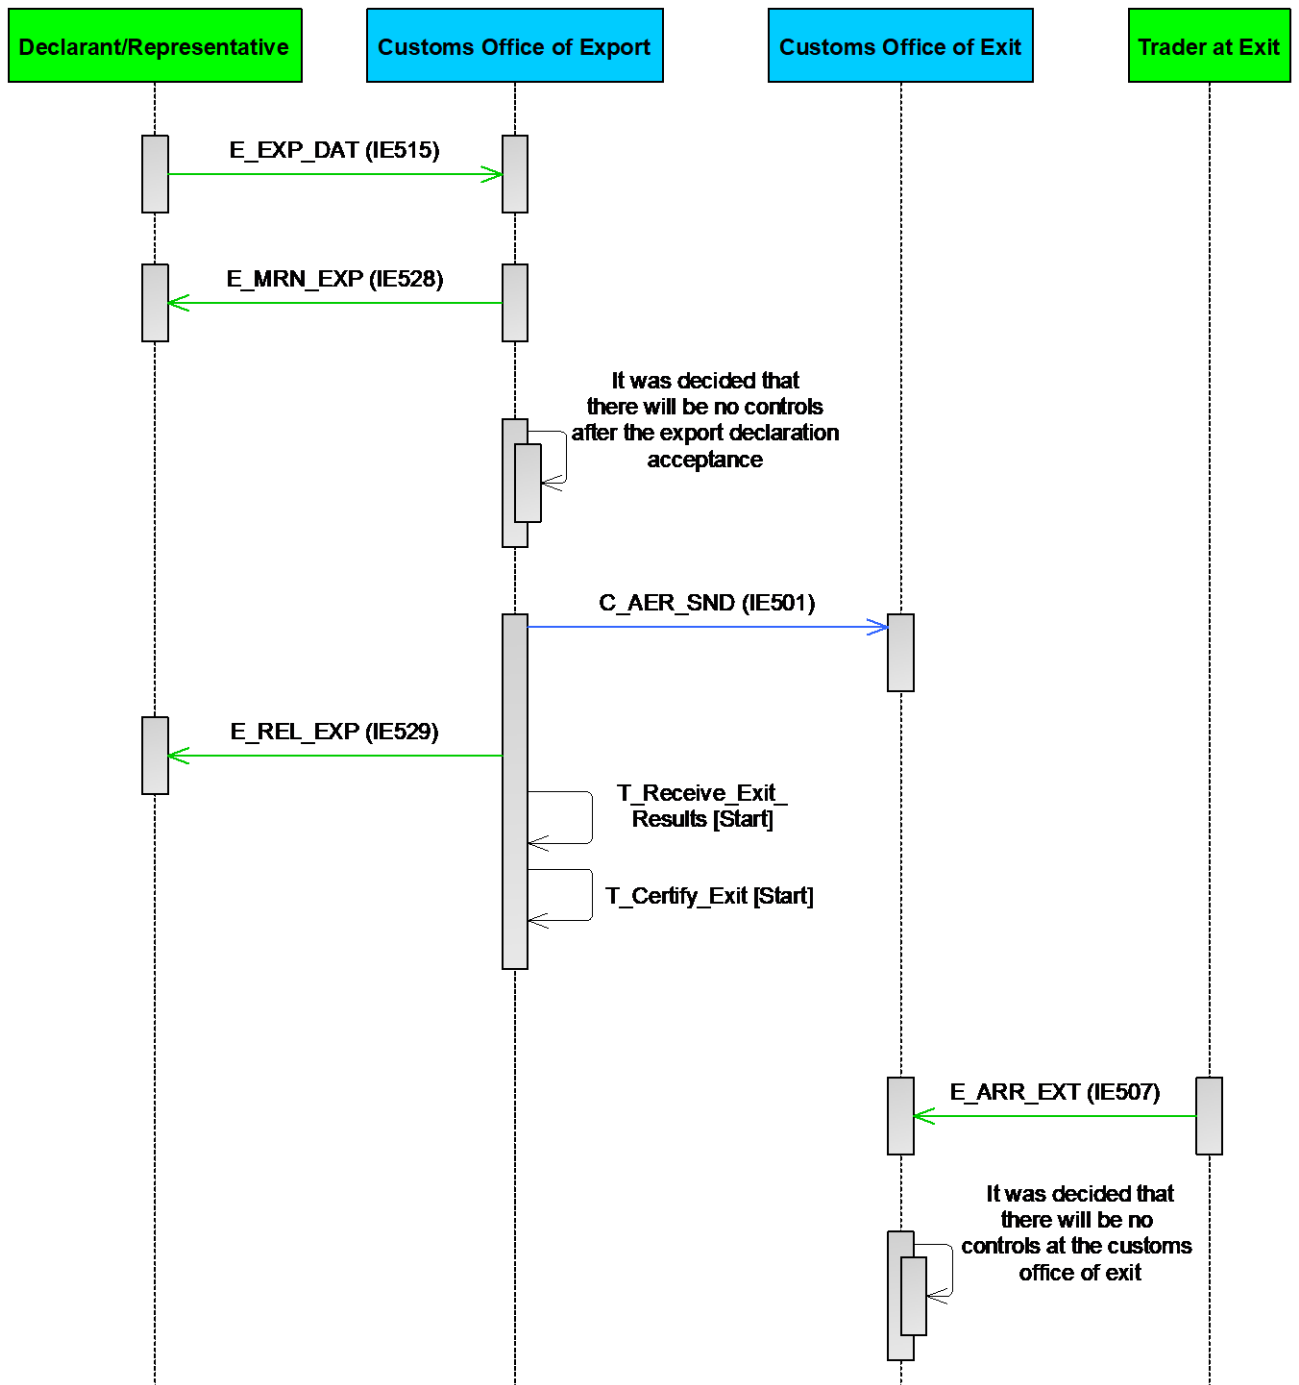 Declarant/Representative
Customs Office of Export
Customs Office of Exit
Trader at Exit
E_EXP_DAT (IE515)
E_MRN_EXP (IE528)
It was decided that
there will be no controls
after the export declaration
acceptance
C_AER_SND (IE501)
E_REL_EXP (IE529)
T_Receive_Exit_
Results [Start]
T_Certify_Exit [Start]
E_ARR_EXT (IE507)
It was decided that
there will be no
controls at the customs
office of exit